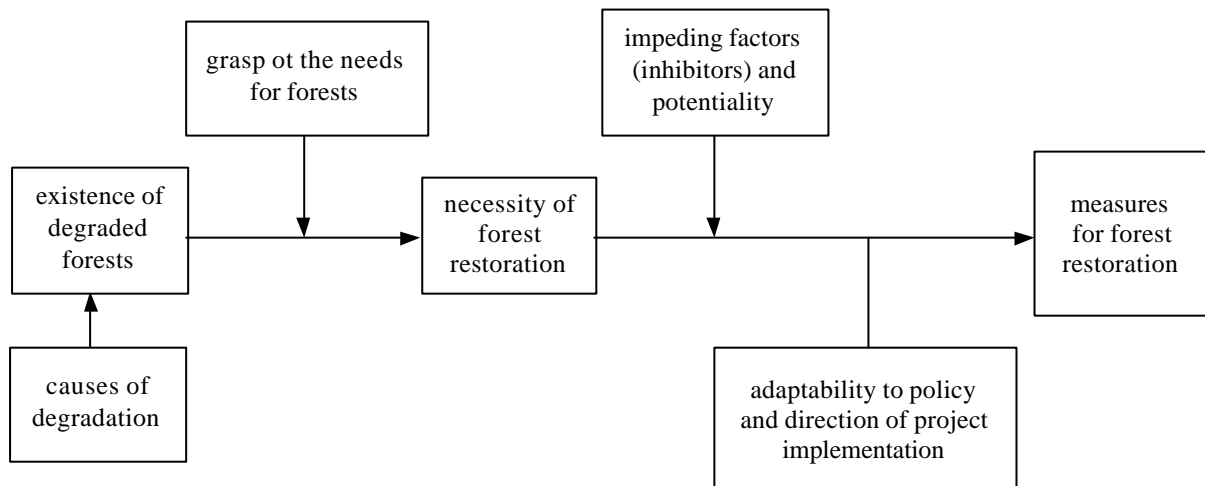 grasp ot the needs
for forests
impeding factors
(inhibitors) and
potentiality
existence of
degraded
forests
necessity of
forest
restoration
measures
for forest
restoration
causes of
degradation
adaptability to policy
and direction of project
implementation